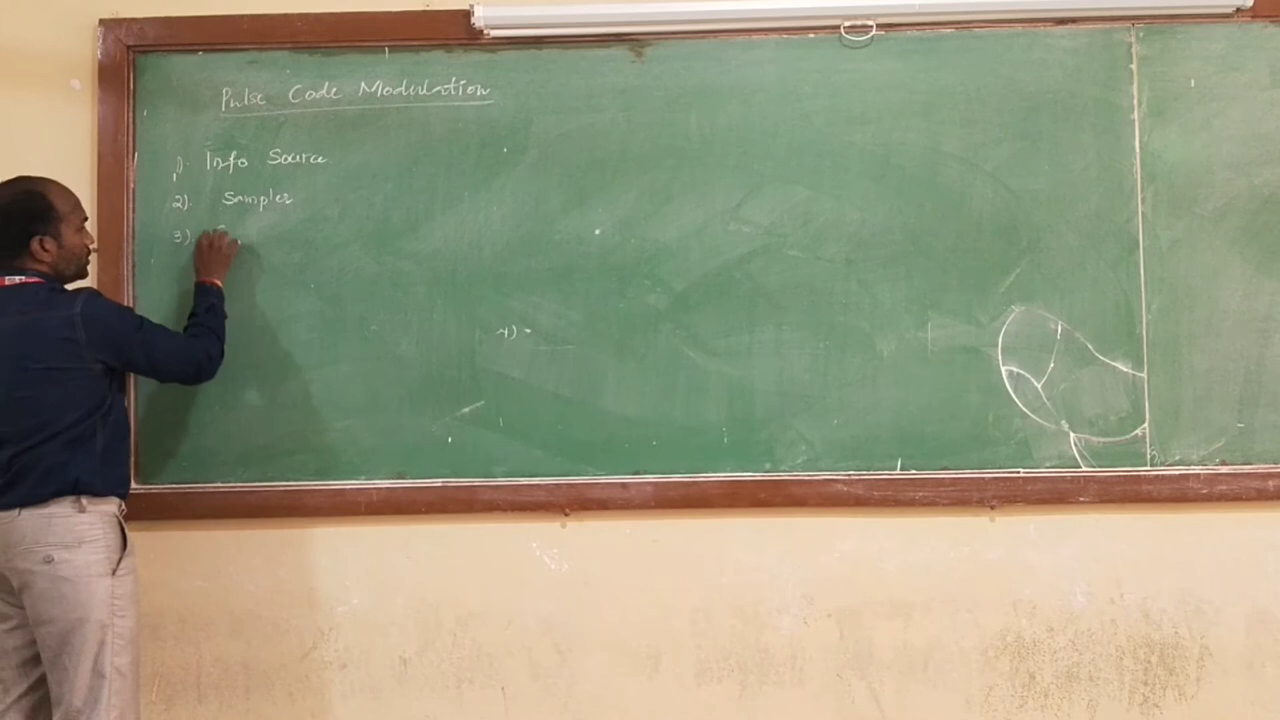 Pulse Code Modulation
1). Info Source
2). Sampler
3).
4)